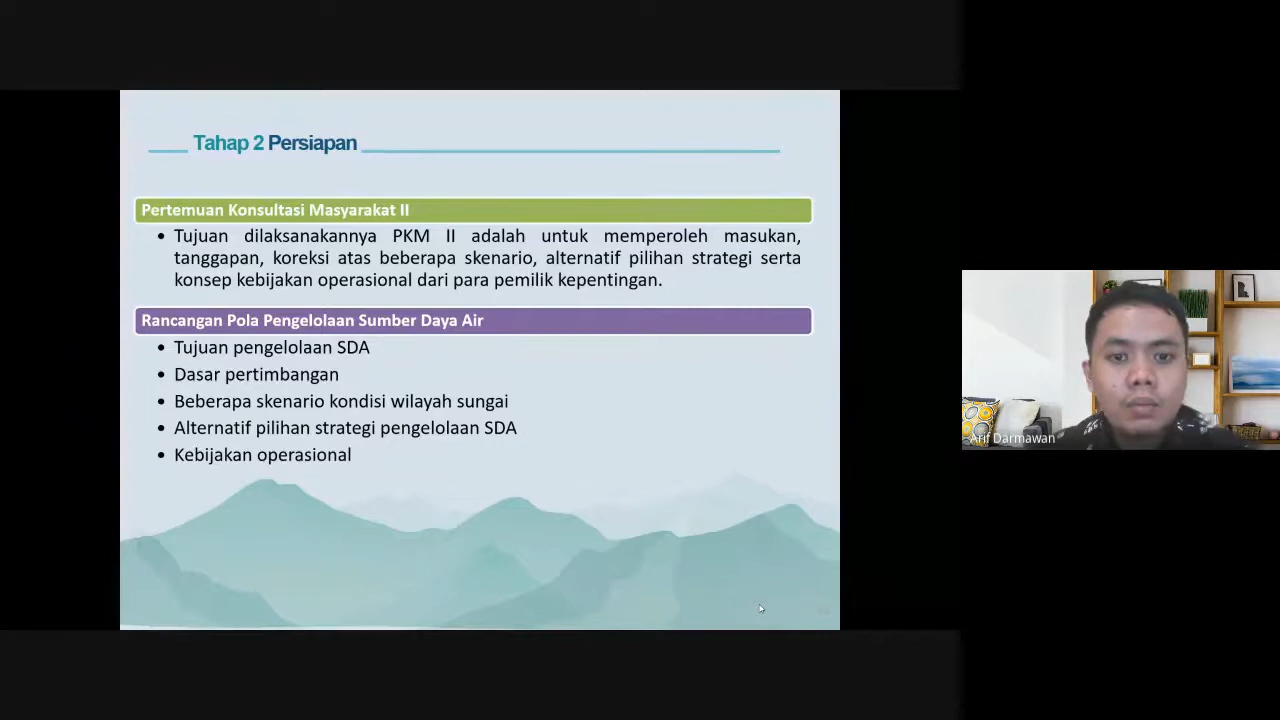 Tahap 2 Persiapan
Pertemuan Konsultasi Masyarakat II
• Tujuan dilaksanakannya PKM II adalah untuk memperoleh masukan,
tanggapan, koreksi atas beberapa skenario, alternatif pilihan strategi serta
konsep kebijakan operasional dari para pemilik kepentingan.
Rancangan Pola Pengelolaan Sumber Daya Air
• Tujuan pengelolaan SDA
• Dasar pertimbangan
• Beberapa skenario kondisi wilayah sungai
• Alternatif pilihan strategi pengelolaan SDA
• Kebijakan operasional
Arif Darmawan